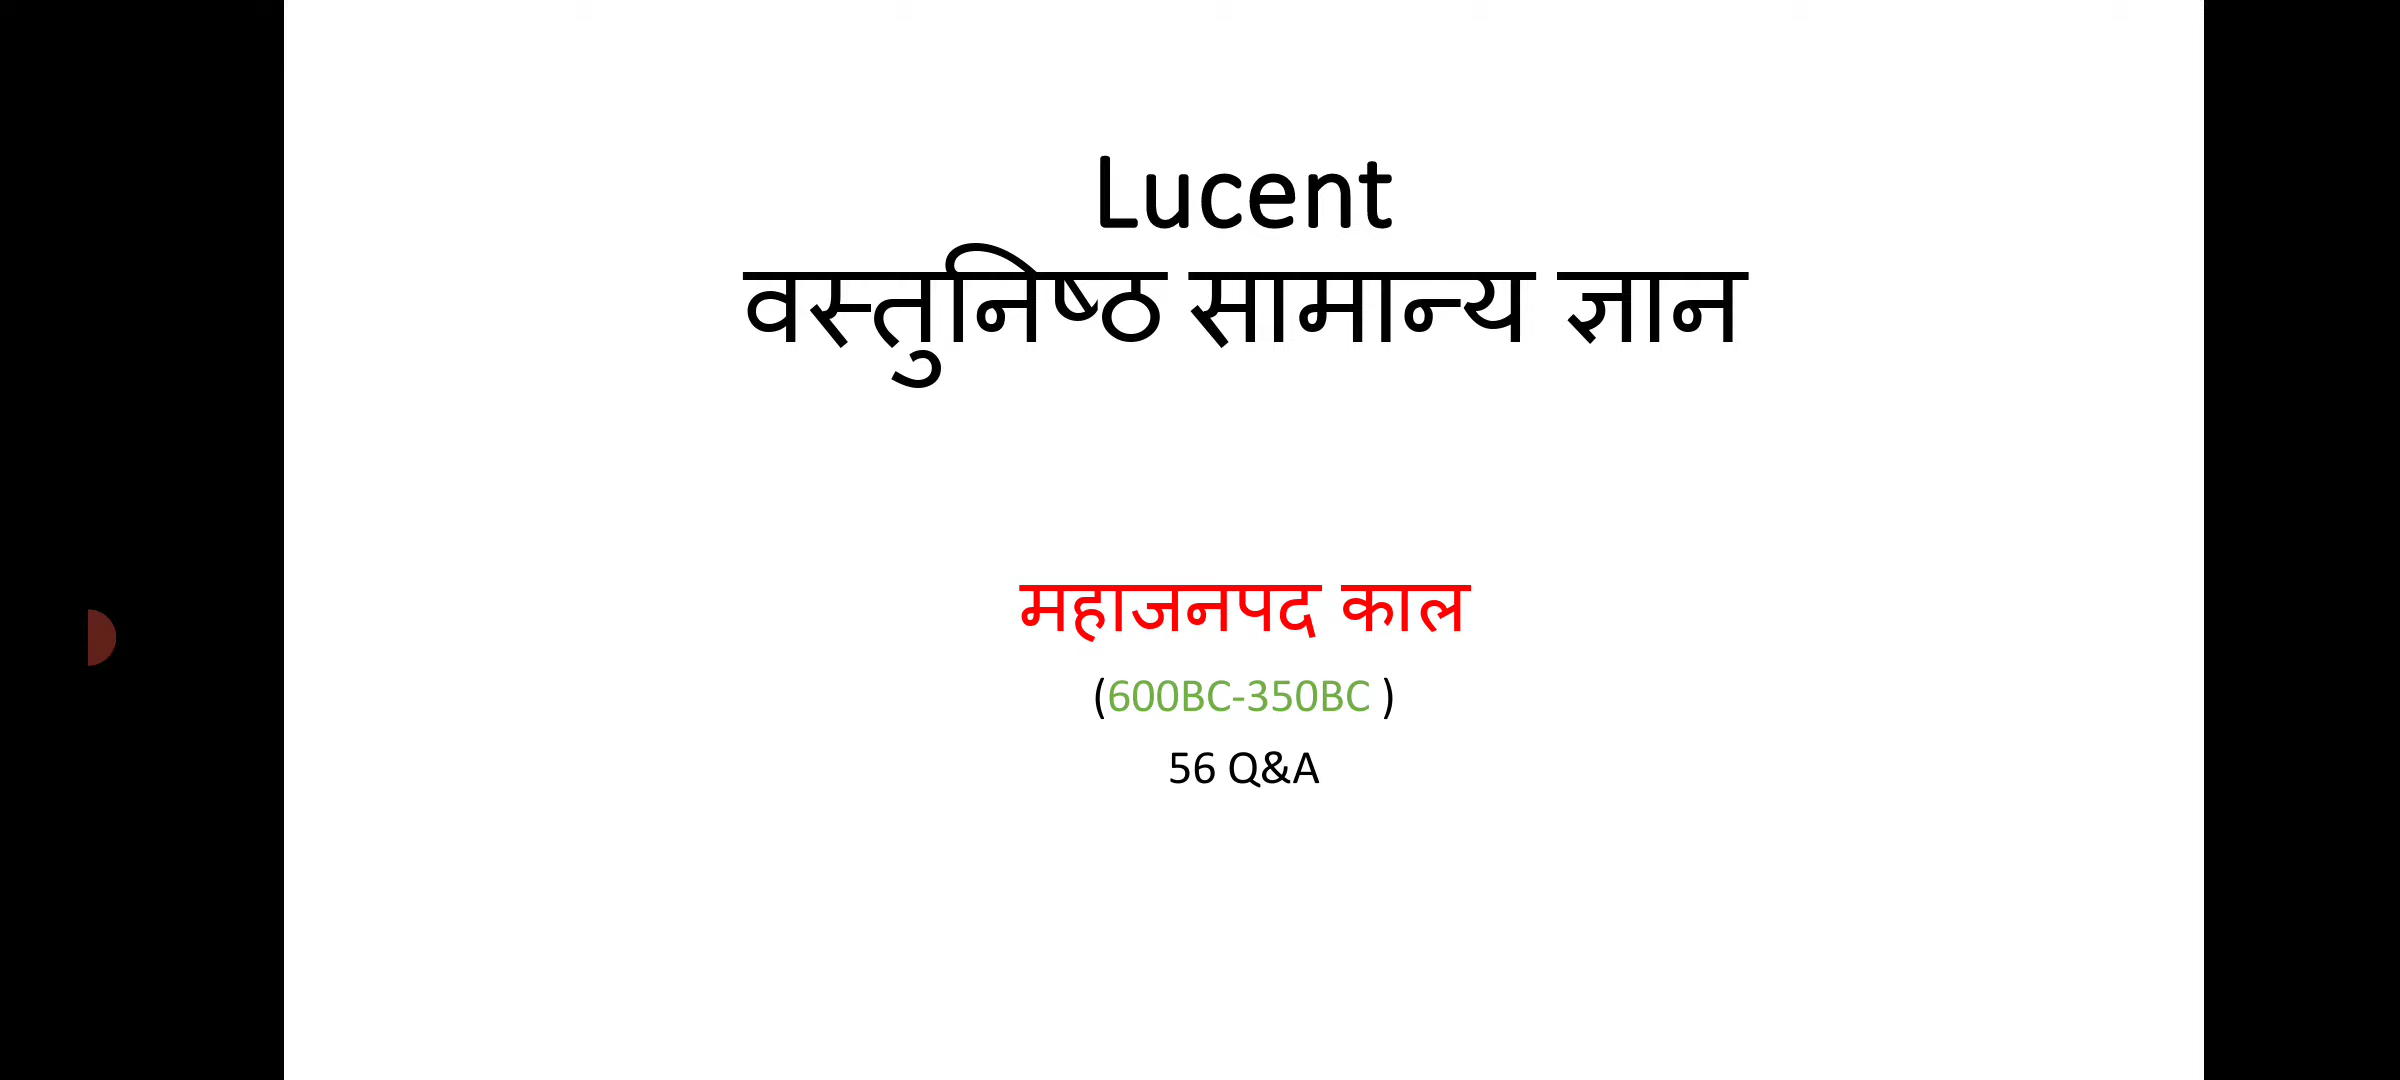 Lucent
वस्तुनिष्ठ सामान्य ज्ञान
महाजनपद काल
(600BC-350BC )
56 Q&A